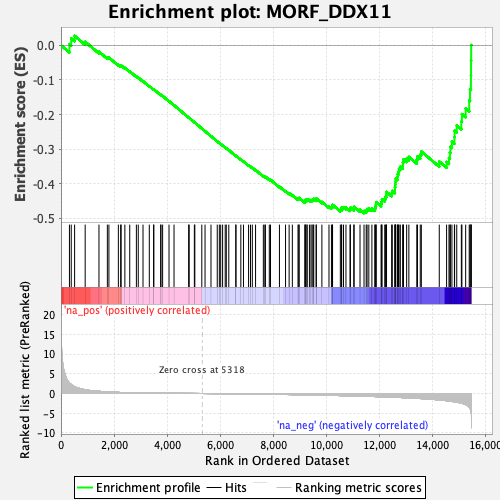 Enrichment plot: MORF_DDX11
Enrichment score (ES)
0.0
-0.1
-0.2
-0.3
-0.4
-0.5
'na_pos' (positively correlated)
Ranked list metric (PreRanked)
20
15
10
5
0
-5
-10
Zero cross at 5318
'na_neg' (negatively correlated)
0
2,000
4,000
6,000
8,000
10,000
12,000
14,000
16,000
Rank in Ordered Dataset
Enrichment profile
Hits
Ranking metric scores